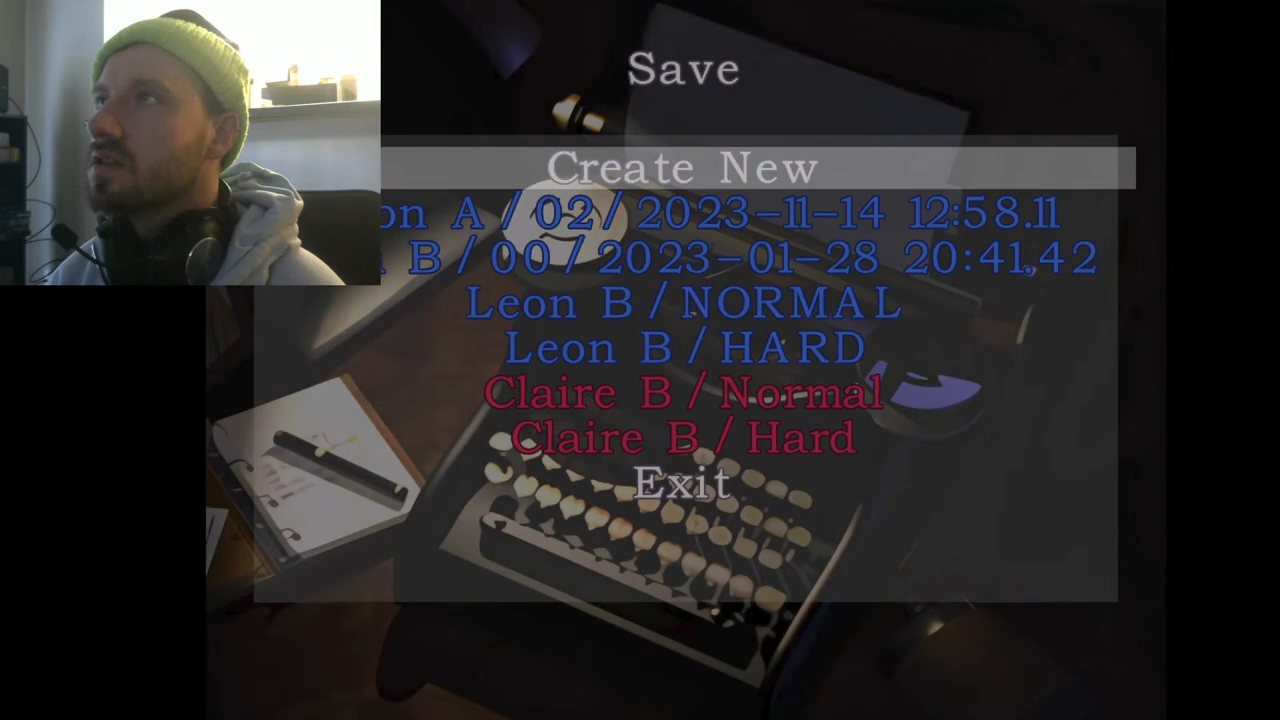 Save
Create New
on A / 02 / 2023-11-14 12:58.11
B / 00 / 2023-01-28 20:41.42
Leon B / NORMAL
Leon B / HARD
Claire B / Normal
Claire B / Hard
Exit